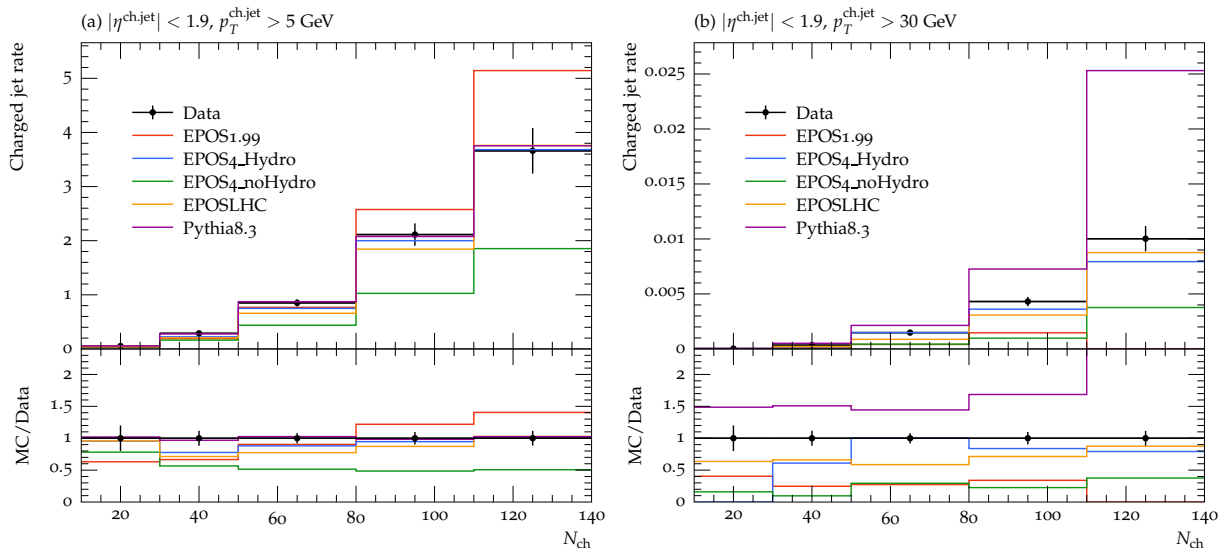 (a) |η^ch.jet| < 1.9, p_T^ch.jet > 5 GeV
Charged jet rate
5
4
3
2
1
0
Data
EPOS1.99
EPOS4_Hydro
EPOS4_noHydro
EPOSLHC
Pythia8.3
MC/Data
2
1.5
1
0.5
0
20 40 60 80 100 120 140
N_ch
(b) |η^ch.jet| < 1.9, p_T^ch.jet > 30 GeV
Charged jet rate
0.025
0.02
0.015
0.01
0.005
0
Data
EPOS1.99
EPOS4_Hydro
EPOS4_noHydro
EPOSLHC
Pythia8.3
MC/Data
2
1.5
1
0.5
0
20 40 60 80 100 120 140
N_ch